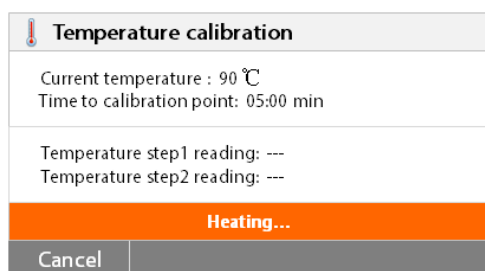 Temperature calibration
Current temperature : 90 ℃
Time to calibration point: 05:00 min
Temperature step1 reading: ---
Temperature step2 reading: ---
Heating...
Cancel